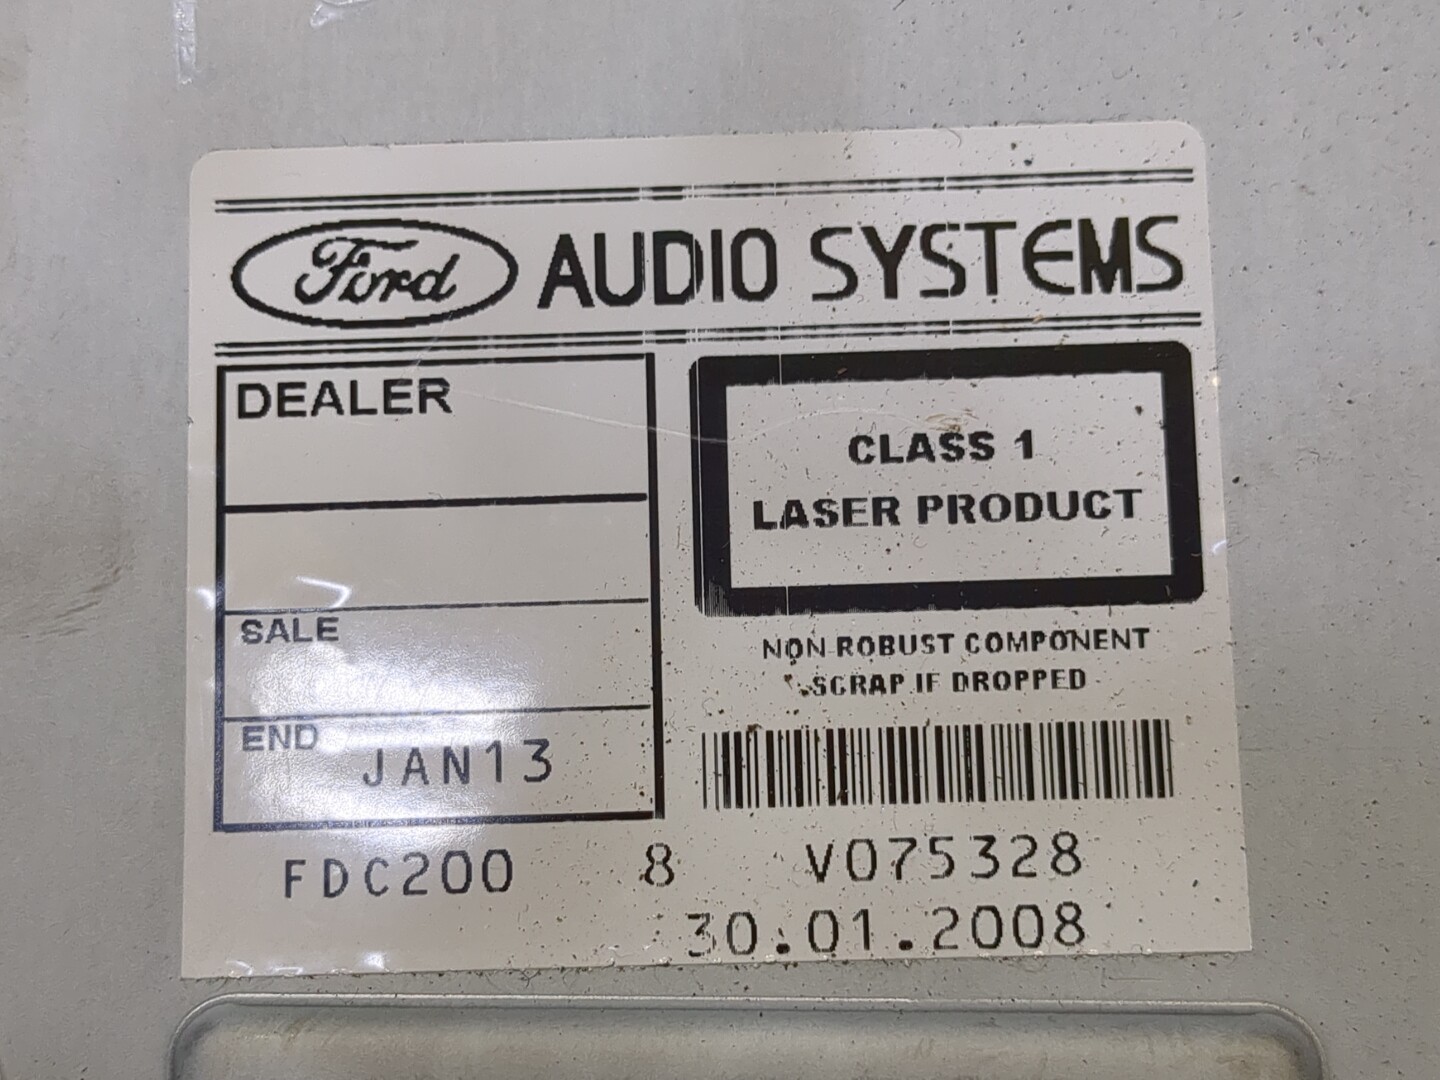 Ford AUDIO SYSTEMS
DEALER
SALE
END JAN13
CLASS 1
LASER PRODUCT
NON ROBUST COMPONENT
SCRAP IF DROPPED
FDC200 8 V075328
30.01.2008